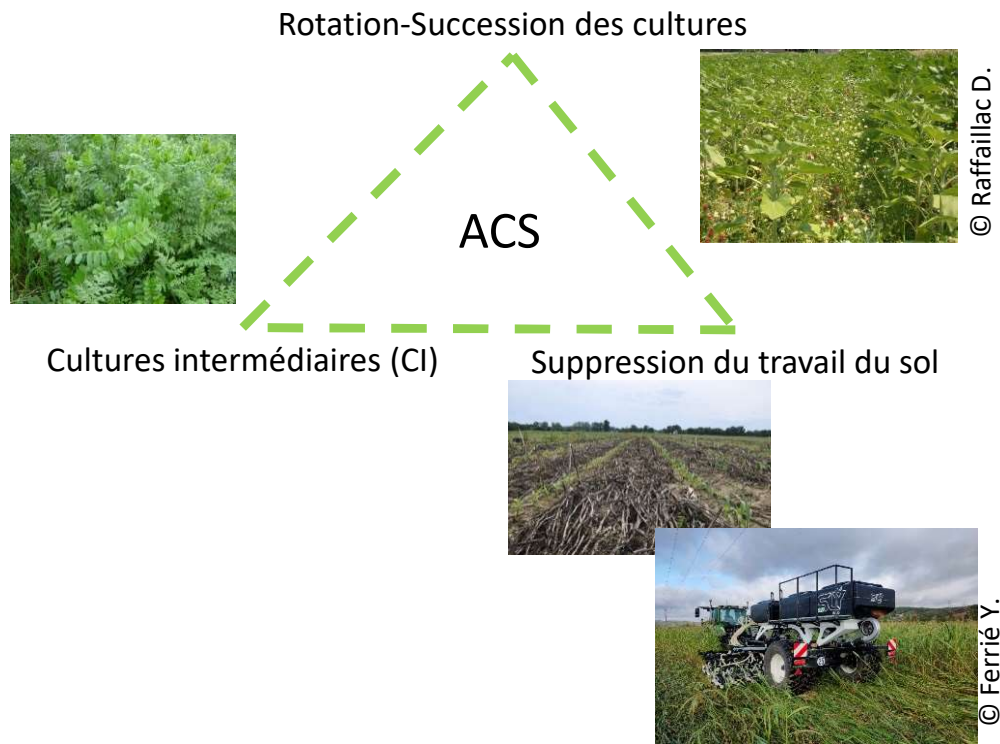 Rotation-Succession des cultures
© Raffaillac D.
ACS
Cultures intermédiaires (CI)
Suppression du travail du sol
© Ferrié Y.